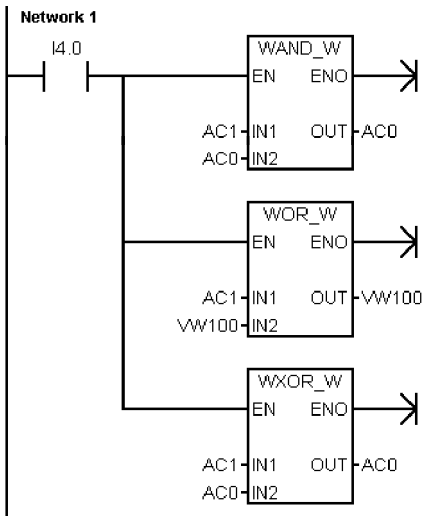 Network 1
I4.0
WAND_W
EN ENO
AC1 IN1 OUT AC0
AC0 IN2
WOR_W
EN ENO
AC1 IN1 OUT VW100
VW100 IN2
WXOR_W
EN ENO
AC1 IN1 OUT AC0
AC0 IN2